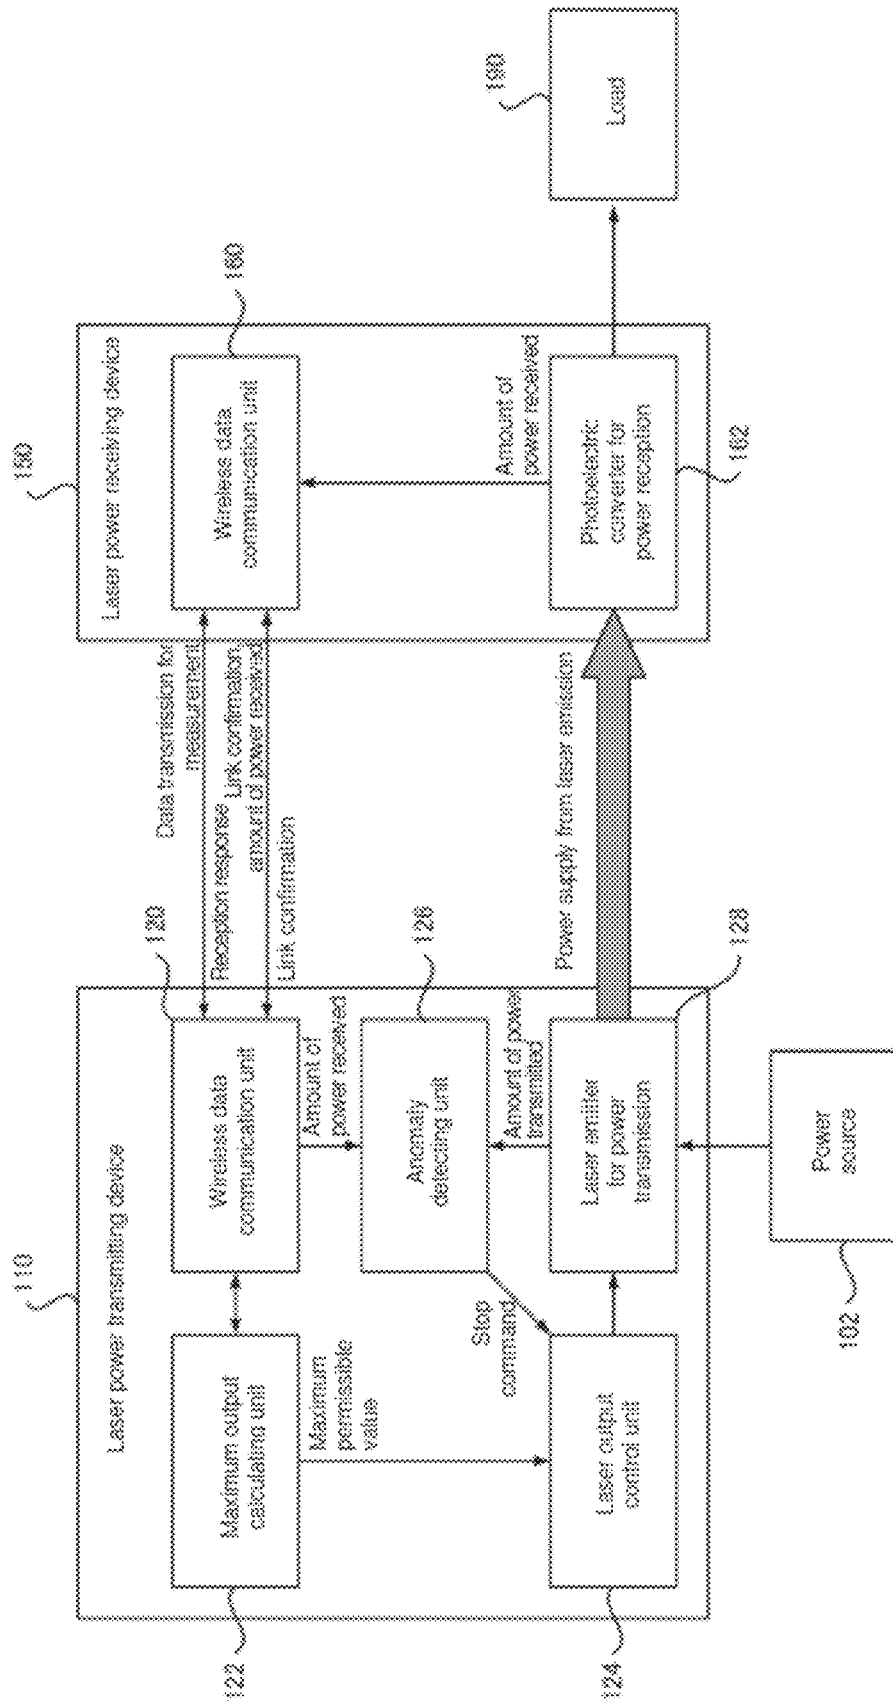 110
Laser power transmitting device
122
Maximum output
calculating unit
120
Wireless data
communication unit
Maximum
permissible
value
Amount of
power received
126
Anomaly
detecting unit
Stop
command
Amount of power
transmitted
124
Laser output
control unit
Laser emitter
for power
transmission
128
102
Power
source
Data transmission for
measurement
Reception response
Link confirmation,
amount of power received
Link confirmation
Power supply from laser emission
150
Laser power receiving device
160
Wireless data
communication unit
Amount of
power received
Photoelectric
converter for
power reception
162
190
Load